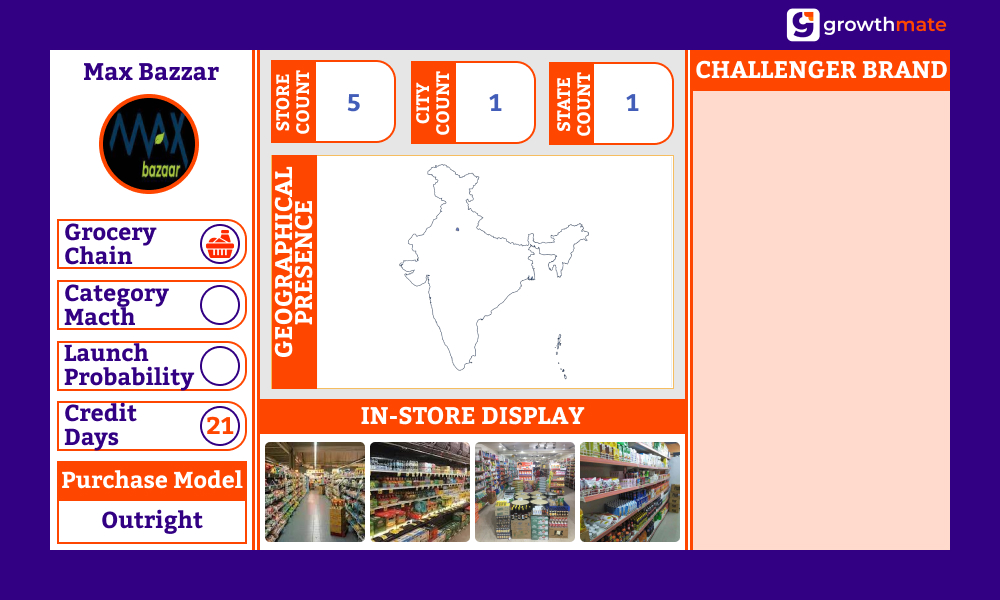 growthmate
Max Bazzar
MAX
bazaar
Grocery
Chain
Category
Macth
Launch
Probability
Credit
Days
21
Purchase Model
Outright
STORE
COUNT
5
CITY
COUNT
1
STATE
COUNT
1
GEOGRAPHICAL
PRESENCE
IN-STORE DISPLAY
CHALLENGER BRAND